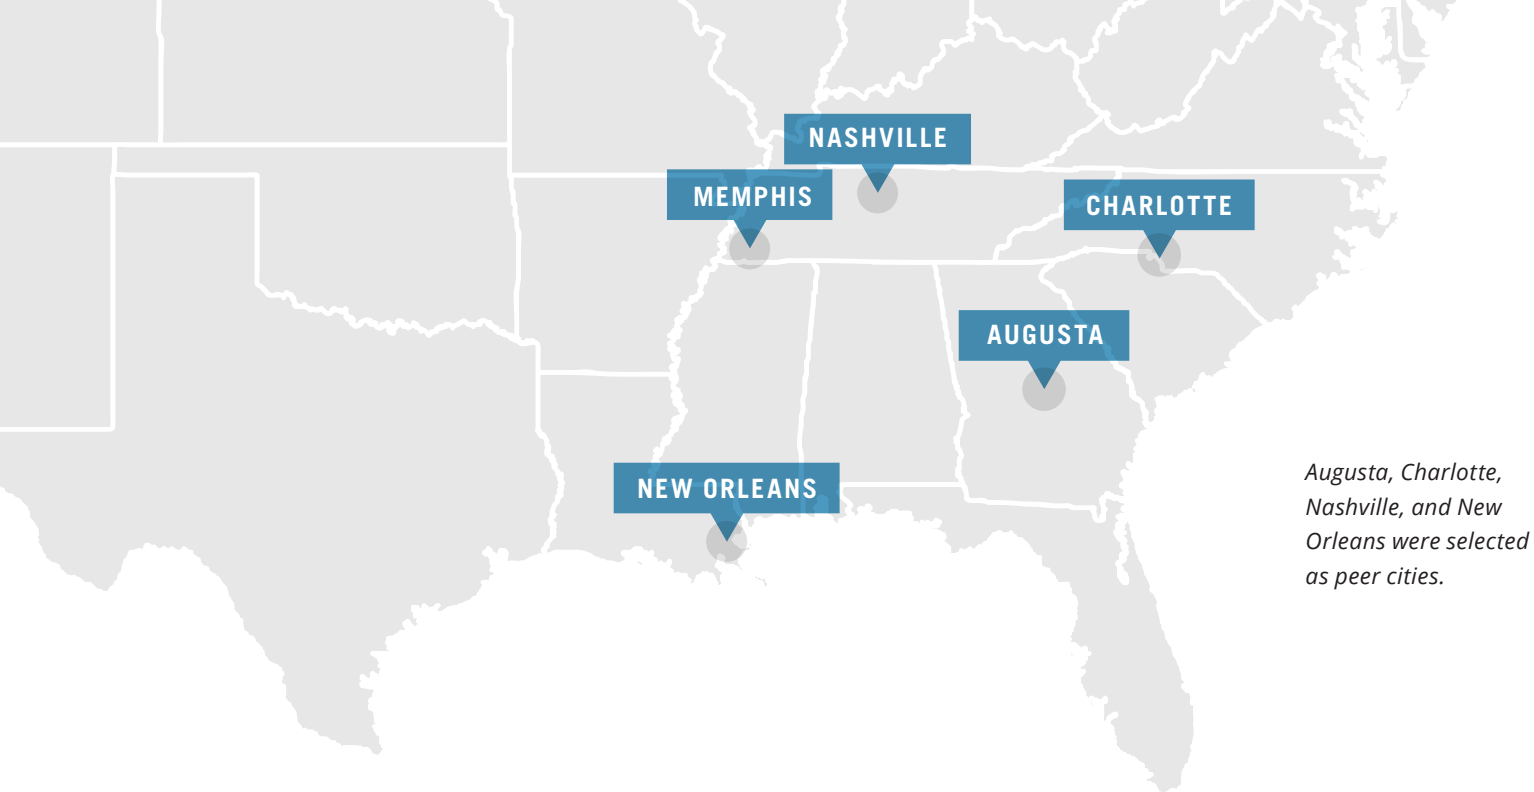 NASHVILLE
MEMPHIS
CHARLOTTE
AUGUSTA
NEW ORLEANS
Augusta, Charlotte,
Nashville, and New
Orleans were selected
as peer cities.